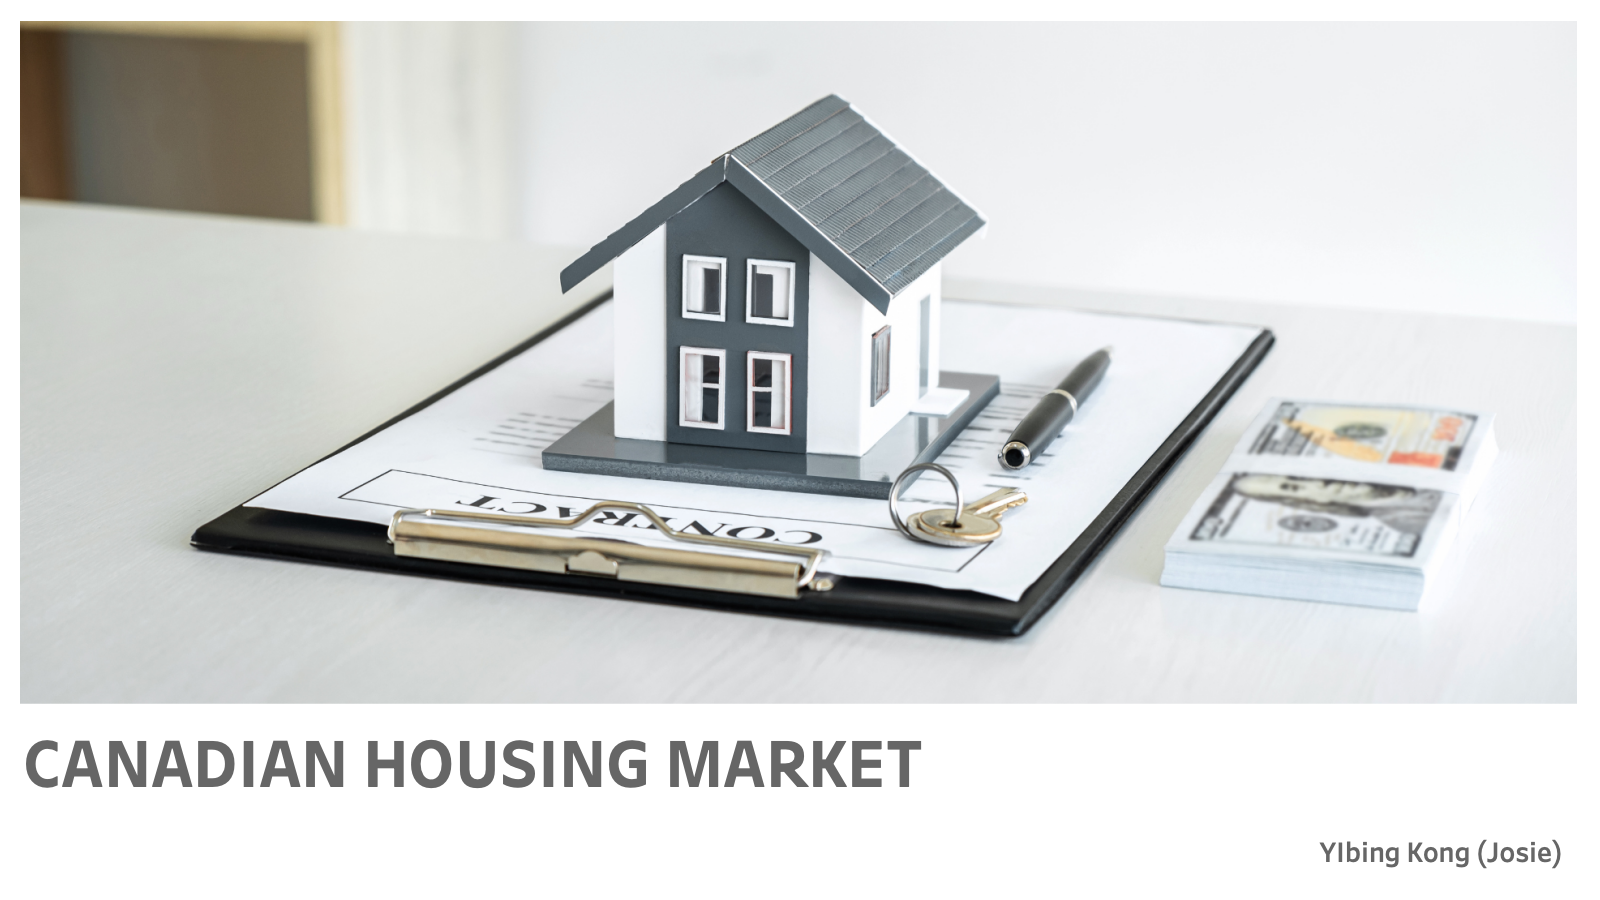 CONTRACT
CANADIAN HOUSING MARKET
YIbing Kong (Josie)